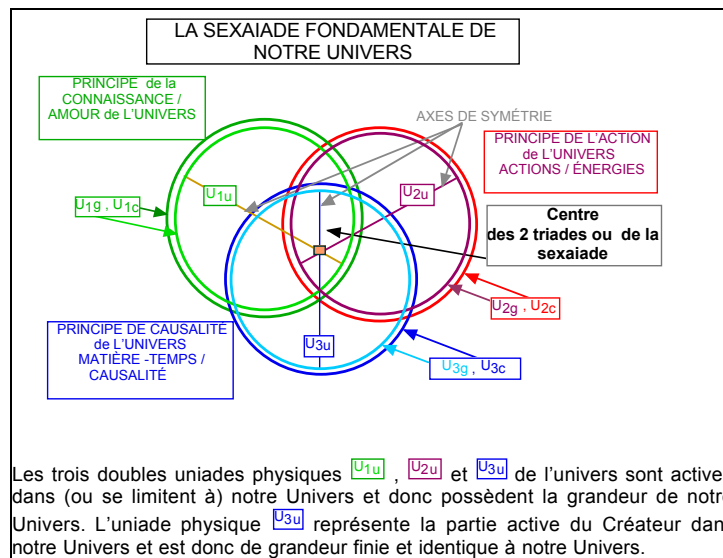 LA SEXAIADE FONDAMENTALE DE
NOTRE UNIVERS
PRINCIPE de la
CONNAISSANCE /
AMOUR de L'UNIVERS
AXES DE SYMÉTRIE
PRINCIPE DE L'ACTION
de L'UNIVERS
ACTIONS / ÉNERGIES
U1u
U2u
U1g , U1c
Centre
des 2 triades ou de la
sexaiade
U2g , U2c
PRINCIPE DE CAUSALITÉ
de L'UNIVERS
MATIÈRE -TEMPS /
CAUSALITÉ
U3u
U3g , U3c
Les trois doubles uniades physiques U1u , U2u et U3u de l'univers sont active
dans (ou se limitent à) notre Univers et donc possèdent la grandeur de notr
Univers. L'uniade physique U3u représente la partie active du Créateur dan
notre Univers et est donc de grandeur finie et identique à notre Univers.